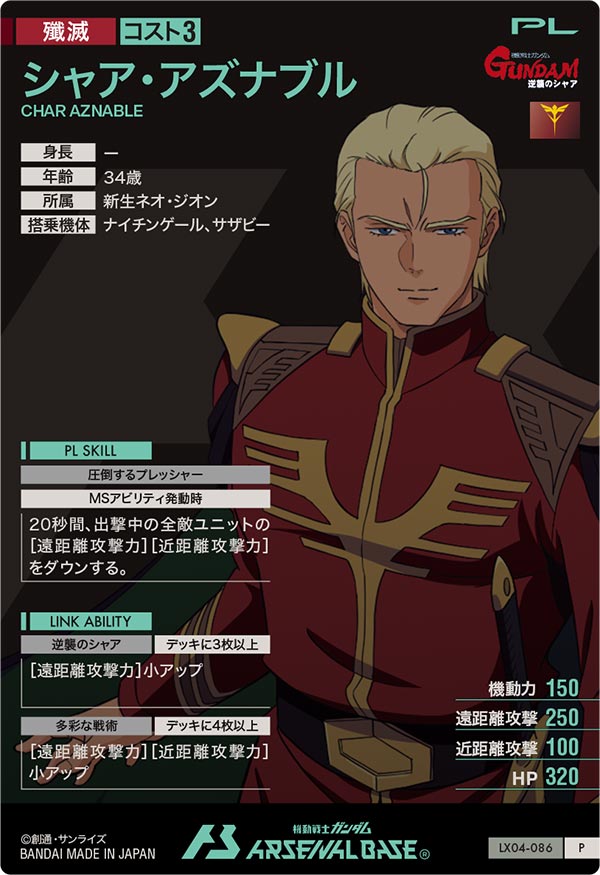 殲滅 コスト3 PL
シャア・アズナブル
CHAR AZNABLE
機動戦士ガンダム
GUNDAM
逆襲のシャア
身長 ー
年齢 34歳
所属 新生ネオ・ジオン
搭乗機体 ナイチンゲール、サザビー
PL SKILL
圧倒するプレッシャー
MSアビリティ発動時
20秒間、出撃中の全敵ユニットの
[遠距離攻撃力][近距離攻撃力]
をダウンする。
LINK ABILITY
逆襲のシャア デッキに3枚以上
[遠距離攻撃力]小アップ
多彩な戦術 デッキに4枚以上
[遠距離攻撃力][近距離攻撃力]
小アップ
機動力 150
遠距離攻撃 250
近距離攻撃 100
HP 320
©創通・サンライズ
BANDAI MADE IN JAPAN
機動戦士ガンダム
AB ARSENAL BASE ®
LX04-086 P